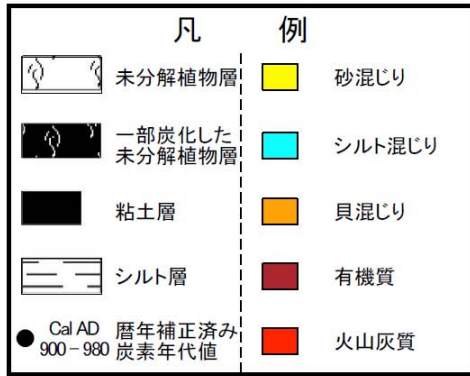 凡 例
未分解植物層
一部炭化した
未分解植物層
粘土層
シルト層
Cal AD
900－980
暦年補正済み
炭素年代値
砂混じり
シルト混じり
貝混じり
有機質
火山灰質